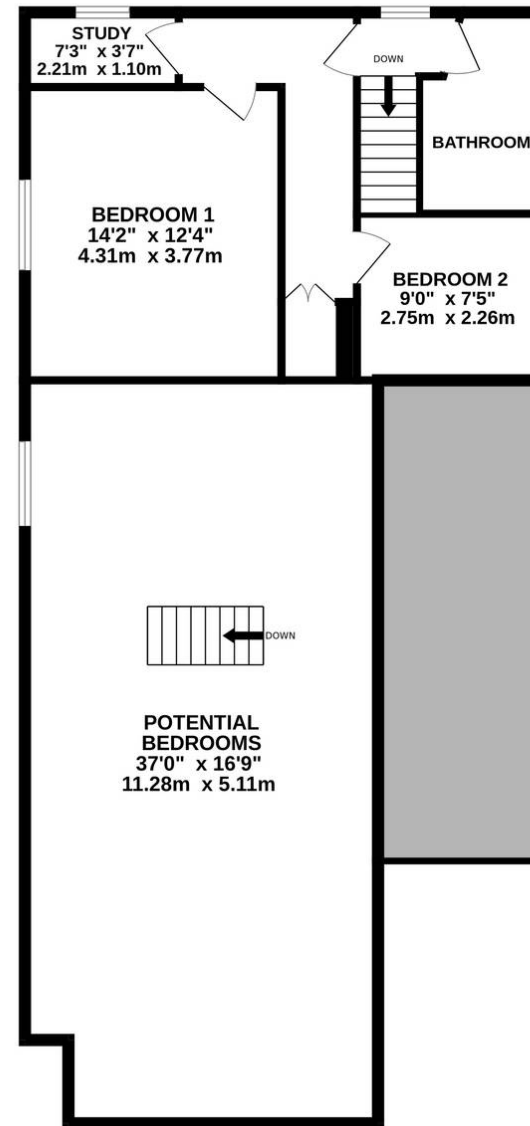 STUDY
7'3" x 3'7"
2.21m x 1.10m
DOWN
BATHROOM
BEDROOM 1
14'2" x 12'4"
4.31m x 3.77m
BEDROOM 2
9'0" x 7'5"
2.75m x 2.26m
DOWN
POTENTIAL
BEDROOMS
37'0" x 16'9"
11.28m x 5.11m